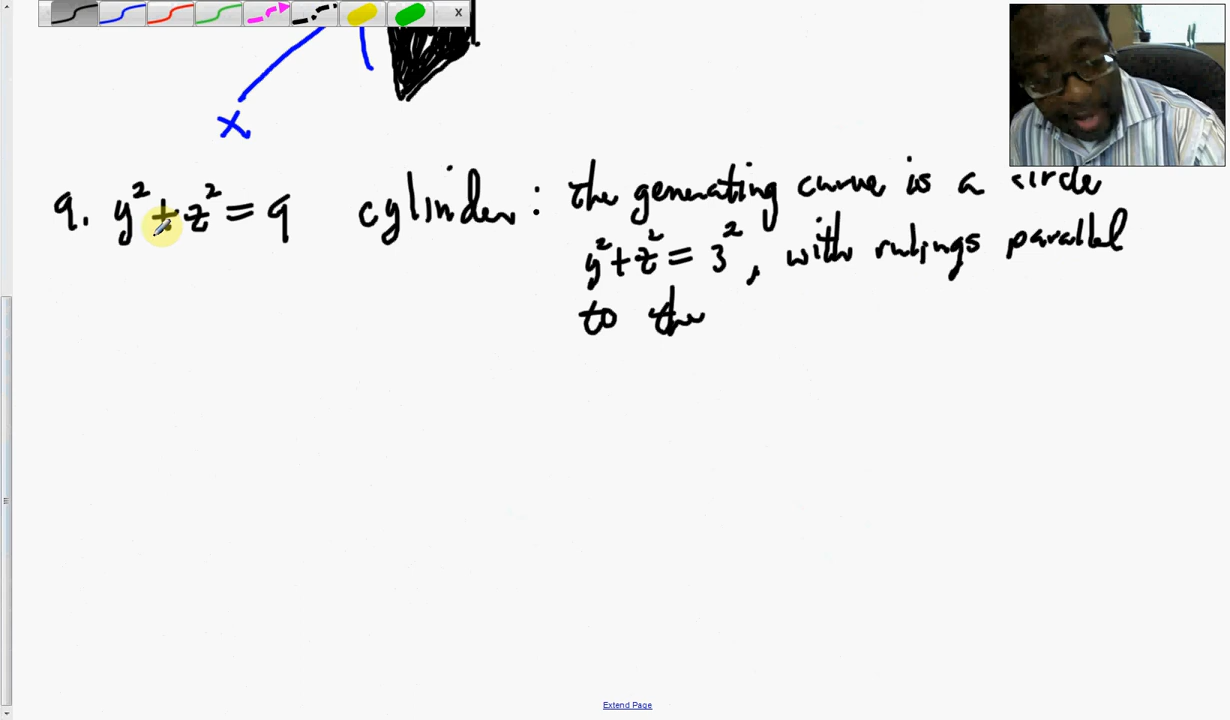 x
x
9. y² + z² = 9 cylinder: the generating curve is a circle
y² + z² = 3², with rulings parallel
to the
Extend Page